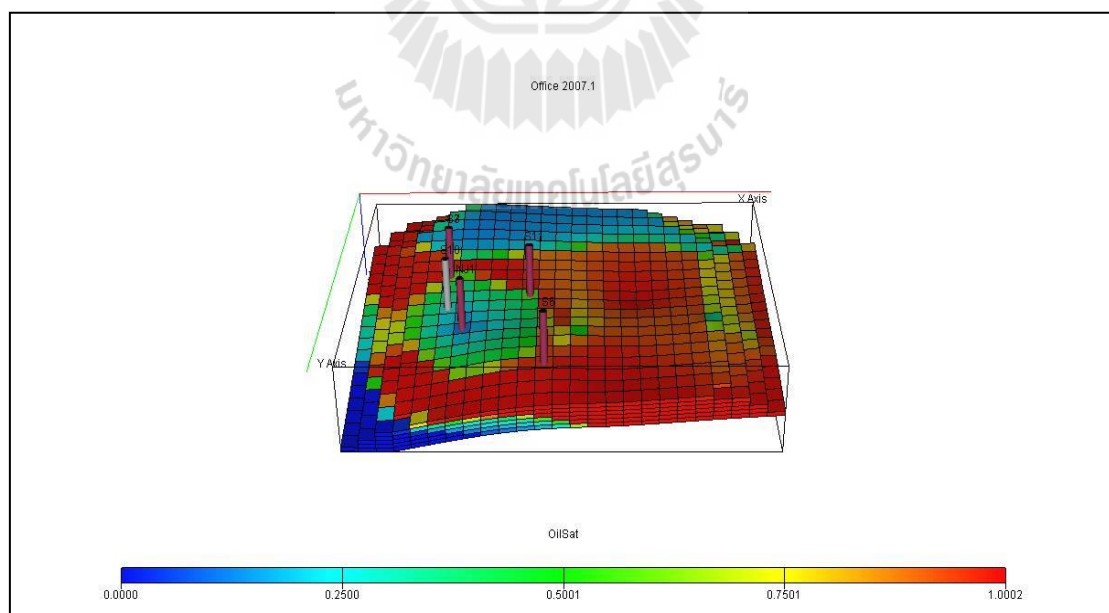 Office 2007.1
มหาวิทยาลัยเทคโนโลยีสุรนารี
X Axis
S1
S5
Y Axis
OilSat
0.0000 0.2500 0.5001 0.7501 1.0002